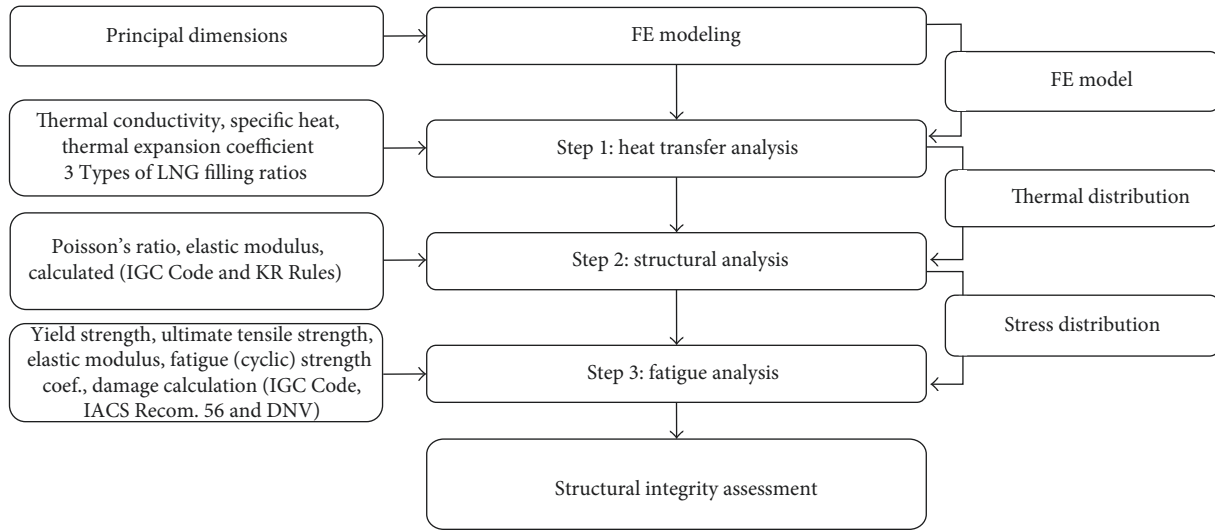 Principal dimensions
FE modeling
FE model
Thermal conductivity, specific heat,
thermal expansion coefficient
3 Types of LNG filling ratios
Step 1: heat transfer analysis
Thermal distribution
Poisson's ratio, elastic modulus,
calculated (IGC Code and KR Rules)
Step 2: structural analysis
Stress distribution
Yield strength, ultimate tensile strength,
elastic modulus, fatigue (cyclic) strength
coef., damage calculation (IGC Code,
IACS Recom. 56 and DNV)
Step 3: fatigue analysis
Structural integrity assessment